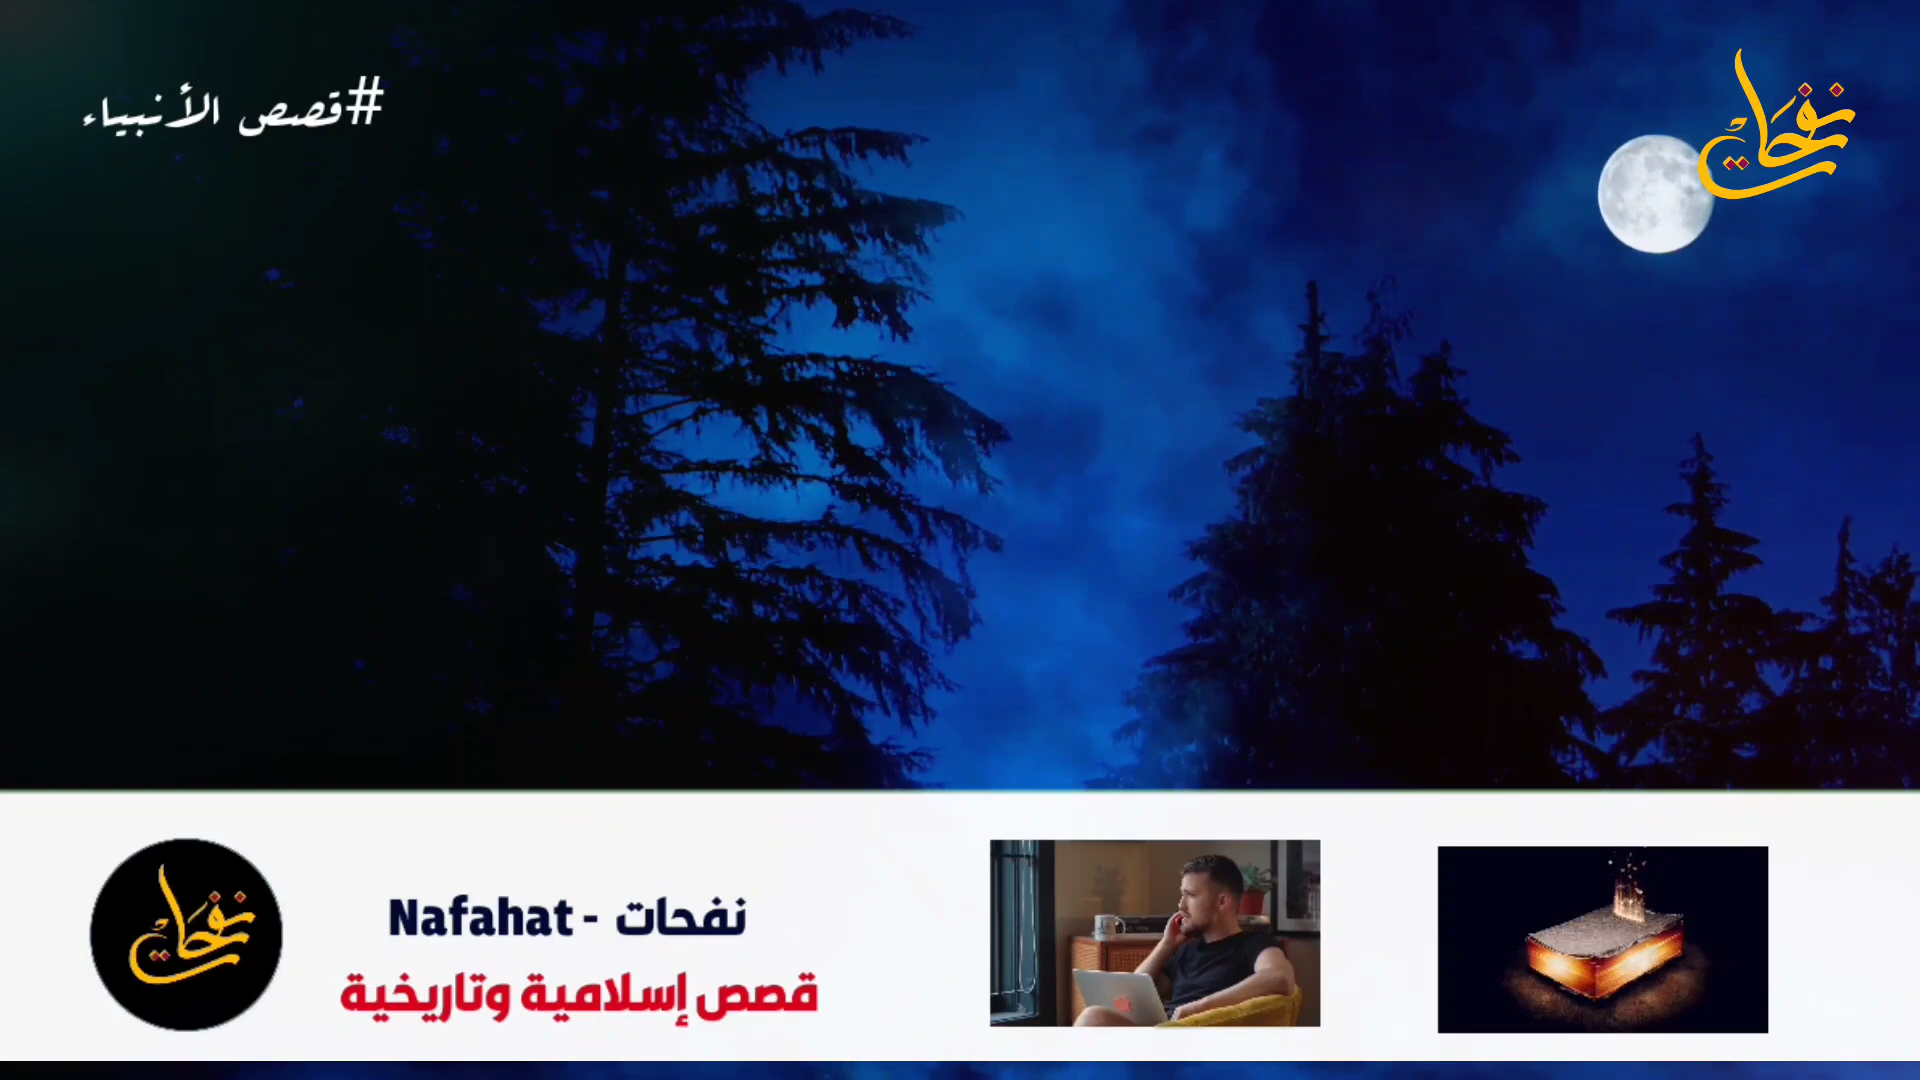 #قصص الأنبياء
نفحات
نفحات
نفحات - Nafahat
قصص إسلامية وتاريخية